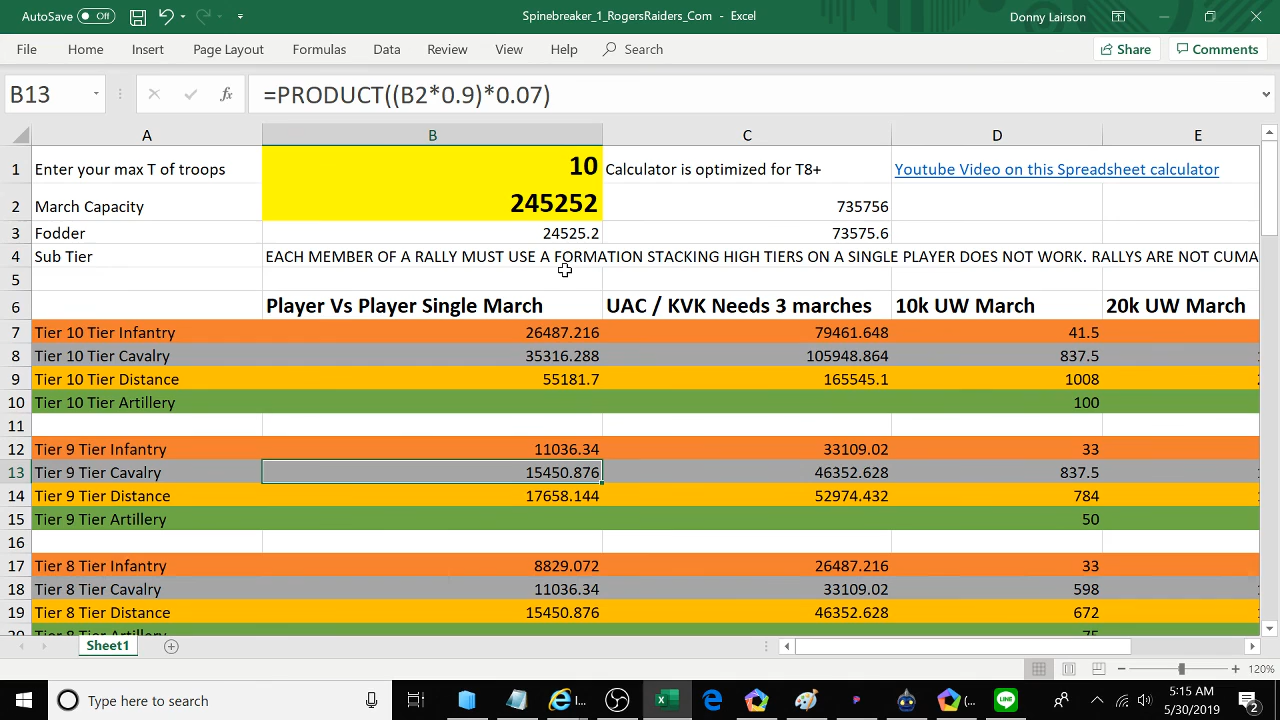 AutoSave Off Spinebreaker_1_RogersRaiders_Com - Excel Donny Lairson
File Home Insert Page Layout Formulas Data Review View Help Search Share Comments
B13 fx =PRODUCT((B2*0.9)*0.07)
A B C D E
1 Enter your max T of troops 10 Calculator is optimized for T8+ Youtube Video on this Spreadsheet calculator
2 March Capacity 245252 735756
3 Fodder 24525.2 73575.6
4 Sub Tier EACH MEMBER OF A RALLY MUST USE A FORMATION STACKING HIGH TIERS ON A SINGLE PLAYER DOES NOT WORK. RALLYS ARE NOT CUMA
5
6 Player Vs Player Single March UAC / KVK Needs 3 marches 10k UW March 20k UW March
7 Tier 10 Tier Infantry 26487.216 79461.648 41.5
8 Tier 10 Tier Cavalry 35316.288 105948.864 837.5
9 Tier 10 Tier Distance 55181.7 165545.1 1008
10 Tier 10 Tier Artillery 100
11
12 Tier 9 Tier Infantry 11036.34 33109.02 33
13 Tier 9 Tier Cavalry 15450.876 46352.628 837.5
14 Tier 9 Tier Distance 17658.144 52974.432 784
15 Tier 9 Tier Artillery 50
16
17 Tier 8 Tier Infantry 8829.072 26487.216 33
18 Tier 8 Tier Cavalry 11036.34 33109.02 598
19 Tier 8 Tier Distance 15450.876 46352.628 672
20 Tier 8 Tier Artillery 75
Sheet1
120%
Type here to search 5:15 AM
5/30/2019 2